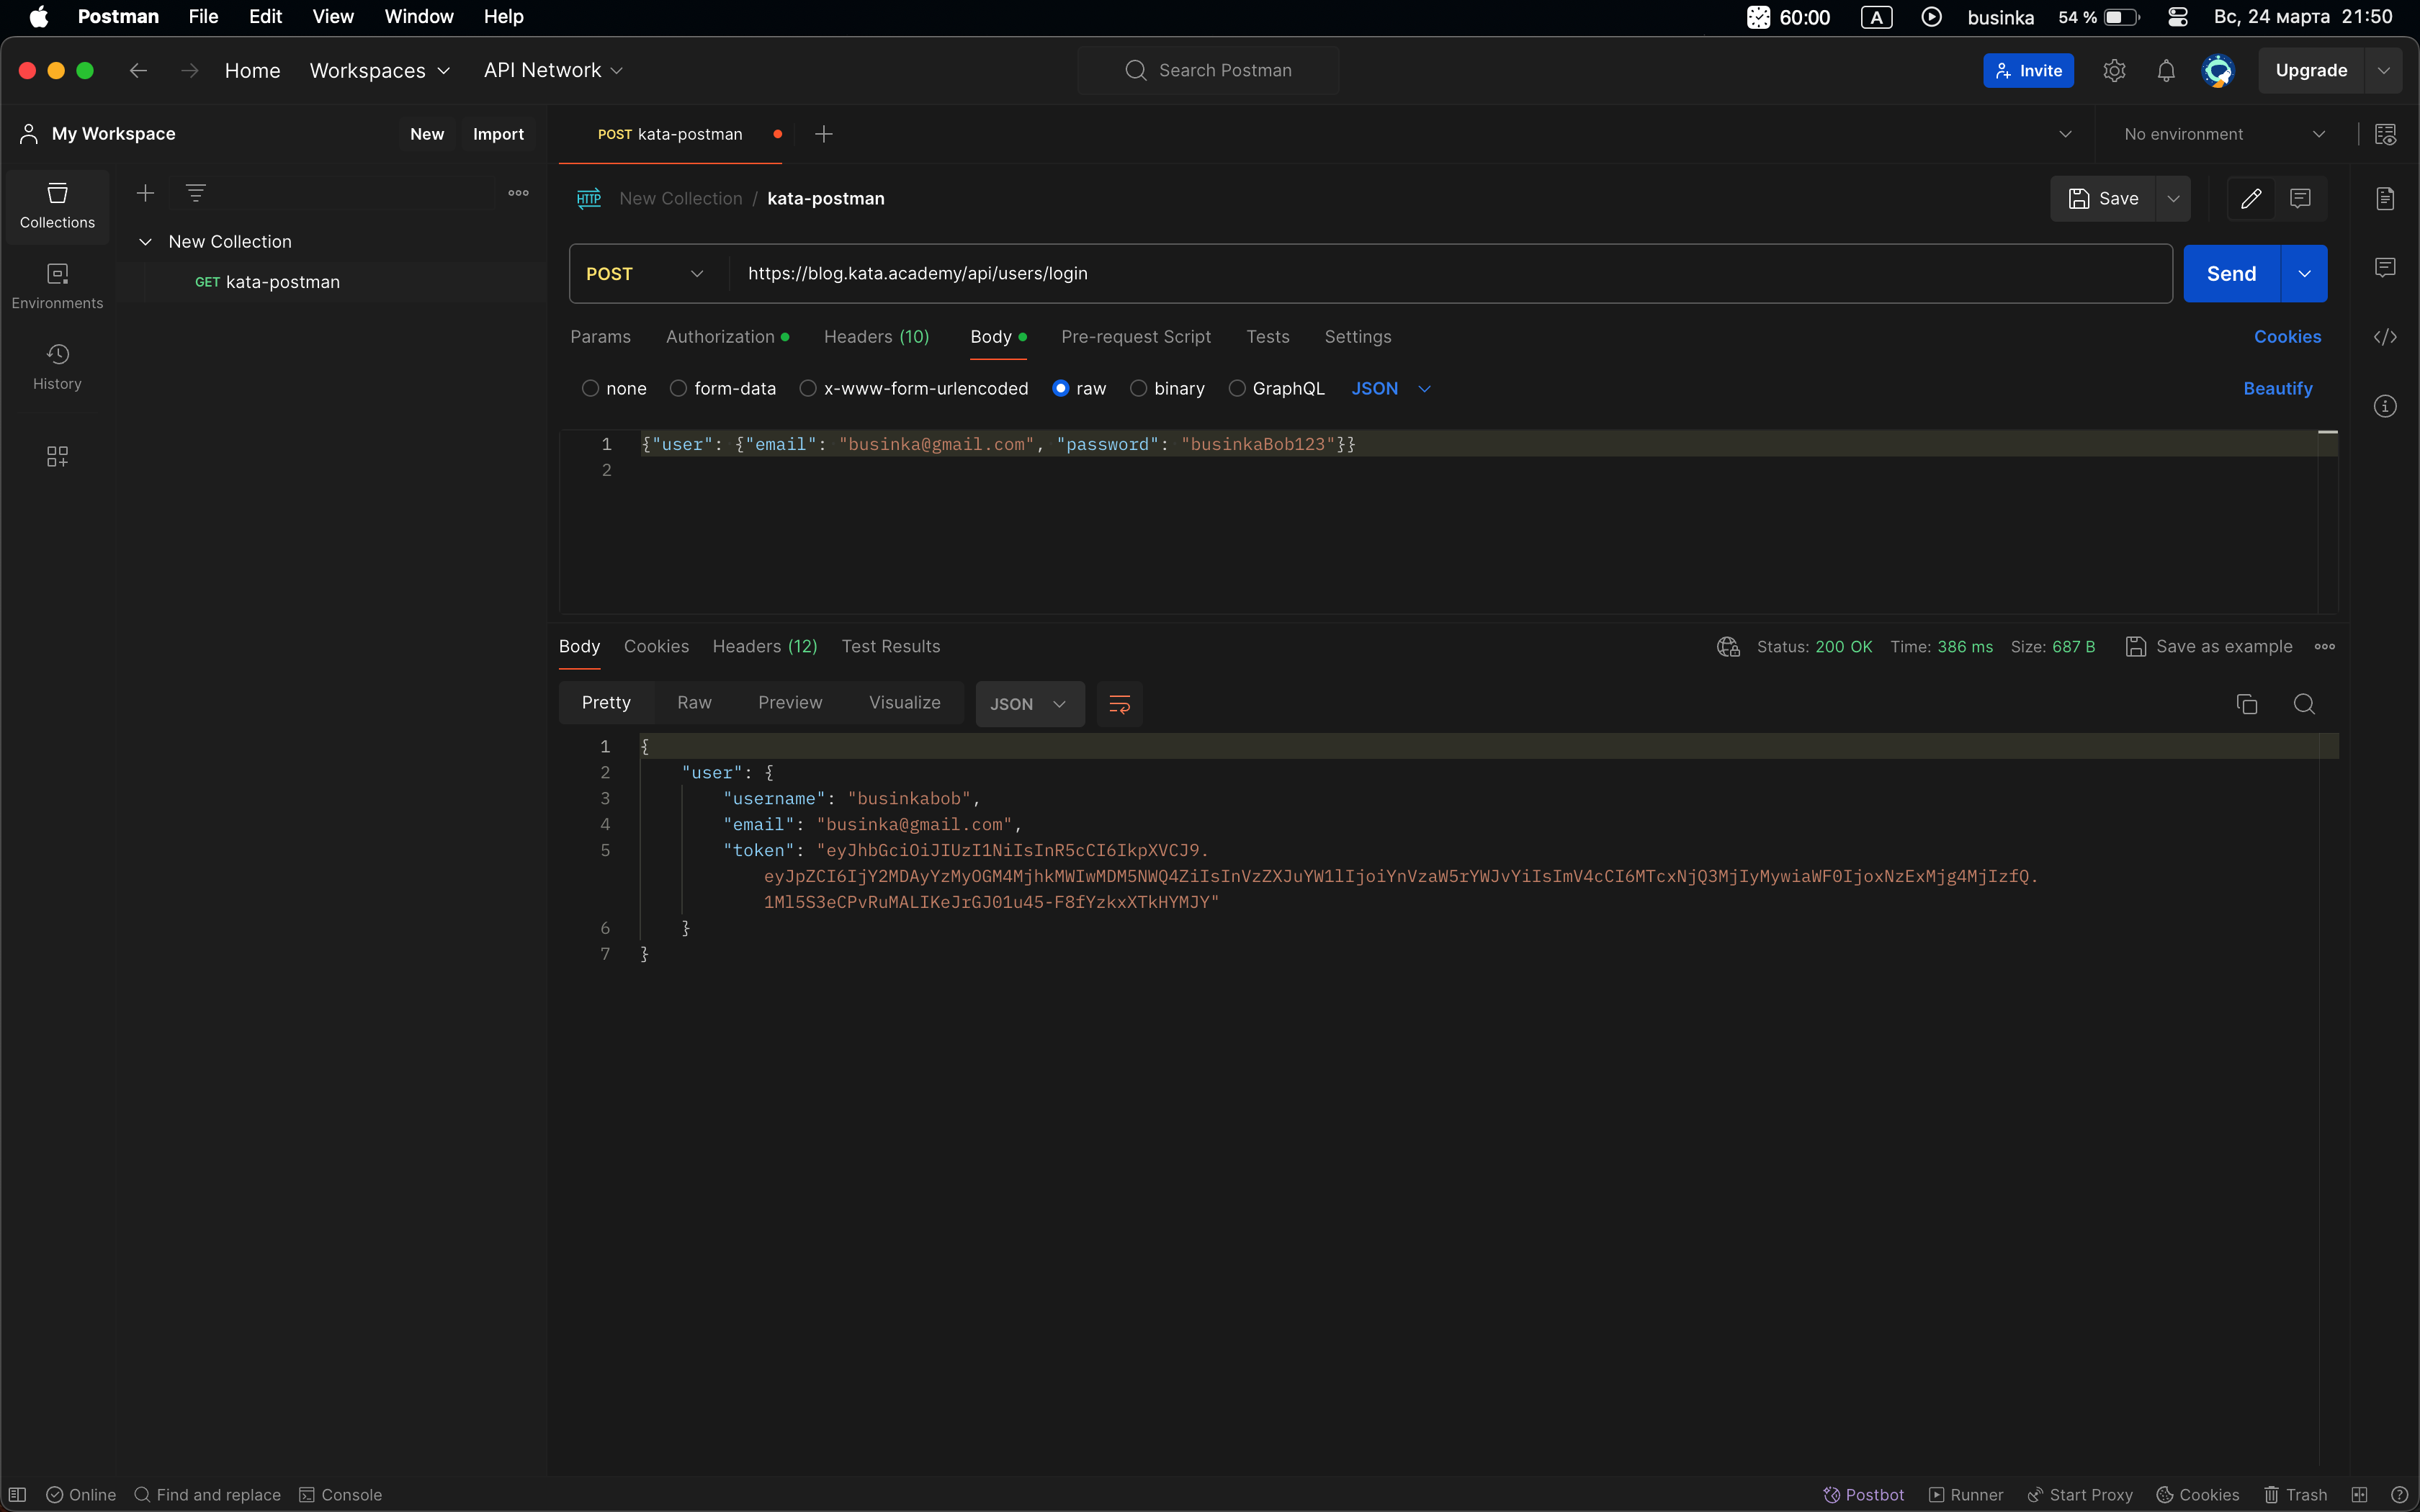 Postman File Edit View Window Help 60:00 A businka 54 % Вс, 24 марта 21:50
Home Workspaces API Network Search Postman Invite Upgrade
My Workspace New Import POST kata-postman No environment
Collections
Environments
History
New Collection
GET kata-postman
HTTP New Collection / kata-postman Save
POST https://blog.kata.academy/api/users/login Send
Params Authorization Headers (10) Body Pre-request Script Tests Settings Cookies
none form-data x-www-form-urlencoded raw binary GraphQL JSON Beautify
1 {"user": {"email": "businka@gmail.com", "password": "businkaBob123"}}
2
Body Cookies Headers (12) Test Results Status: 200 OK Time: 386 ms Size: 687 B Save as example
Pretty Raw Preview Visualize JSON
1 {
2 "user": {
3 "username": "businkabob",
4 "email": "businka@gmail.com",
5 "token": "eyJhbGciOiJIUzI1NiIsInR5cCI6IkpXVCJ9.
eyJpZCI6IjY2MDAyYzMyOGM4MjhkMWIwMDM5NWQ4ZiIsInVzZXJuYW1lIjoiYnVzaW5rYWJvYiIsImV4cCI6MTcxNjQ3MjIyMywiaWF0IjoxNzExMjg4MjIzfQ.
1Ml5S3eCPvRuMALIKeJrGJ01u45-F8fYzkxXTkHYMJY"
6 }
7 }
Online Find and replace Console Postbot Runner Start Proxy Cookies Trash